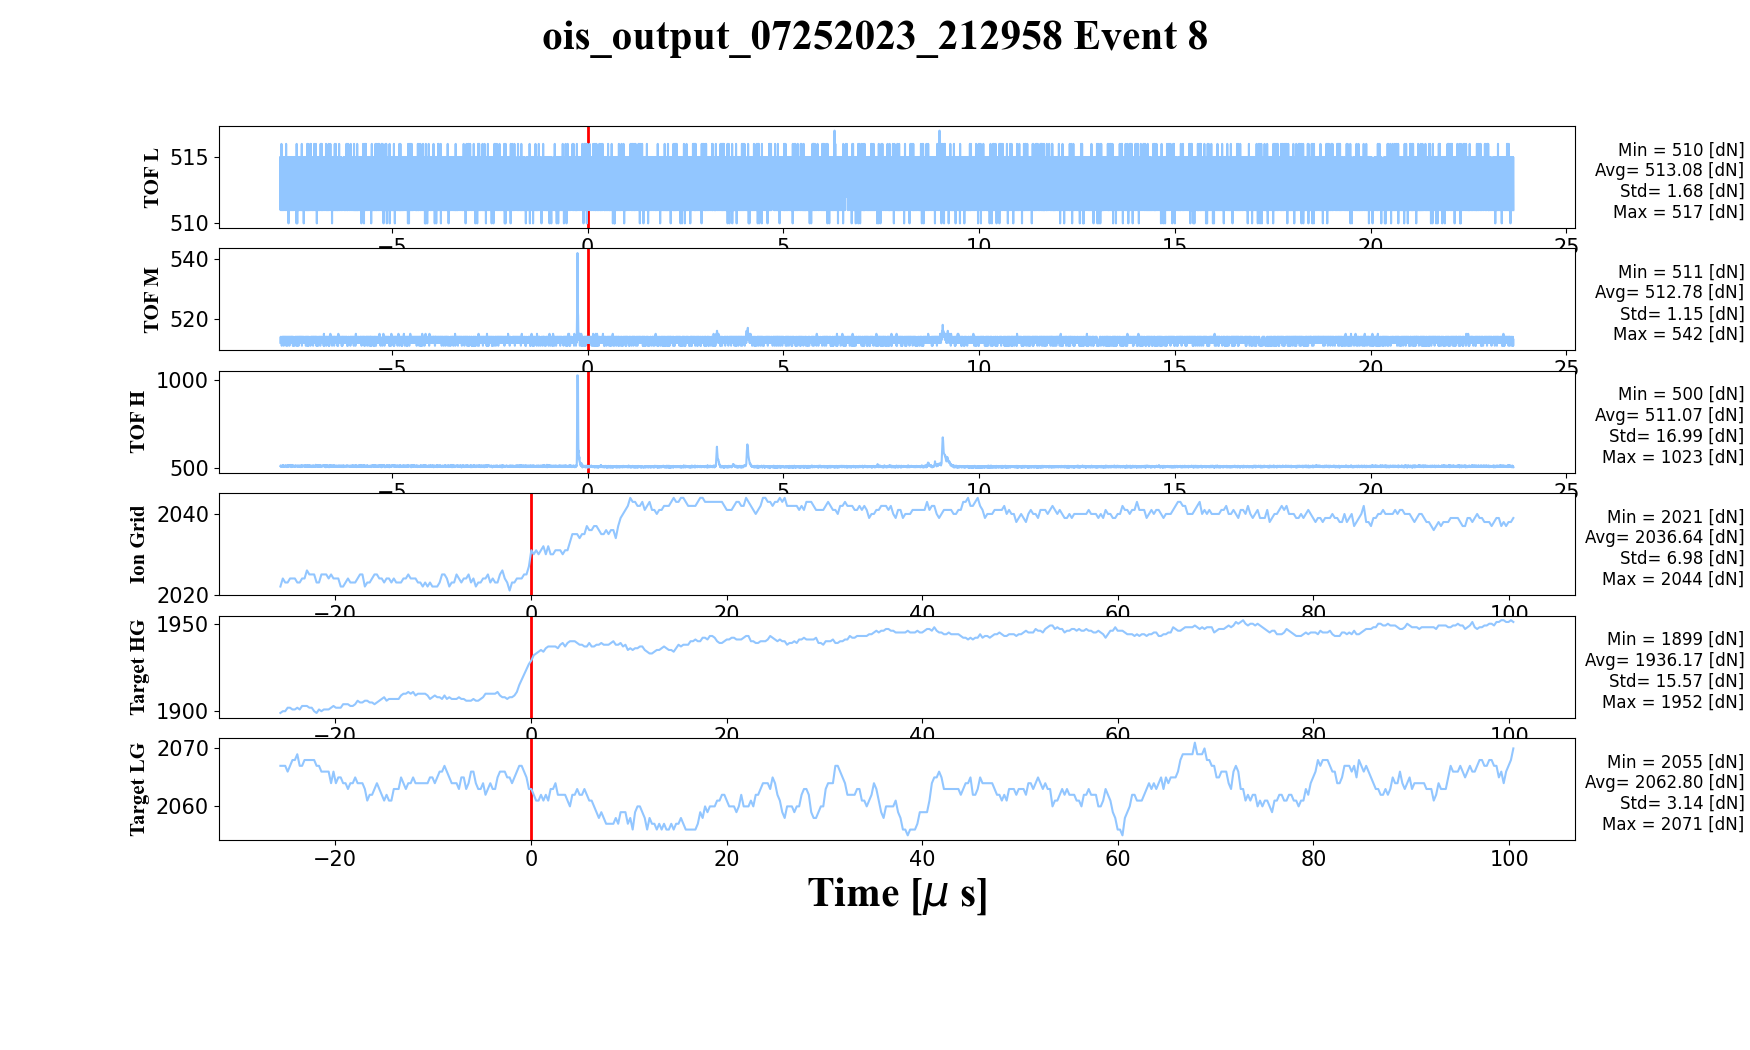 ois_output_07252023_212958 Event 8
TOF L
515
510
−5
0
5
10
15
20
25
Min = 510 [dN]
Avg= 513.08 [dN]
Std= 1.68 [dN]
Max = 517 [dN]
TOF M
540
520
−5
0
5
10
15
20
25
Min = 511 [dN]
Avg= 512.78 [dN]
Std= 1.15 [dN]
Max = 542 [dN]
TOF H
1000
500
−5
0
5
10
15
20
25
Min = 500 [dN]
Avg= 511.07 [dN]
Std= 16.99 [dN]
Max = 1023 [dN]
Ion Grid
2040
2020
−20
0
20
40
60
80
100
Min = 2021 [dN]
Avg= 2036.64 [dN]
Std= 6.98 [dN]
Max = 2044 [dN]
Target HG
1950
1900
−20
0
20
40
60
80
100
Min = 1899 [dN]
Avg= 1936.17 [dN]
Std= 15.57 [dN]
Max = 1952 [dN]
Target LG
2070
2060
−20
0
20
40
60
80
100
Min = 2055 [dN]
Avg= 2062.80 [dN]
Std= 3.14 [dN]
Max = 2071 [dN]
Time [μ s]